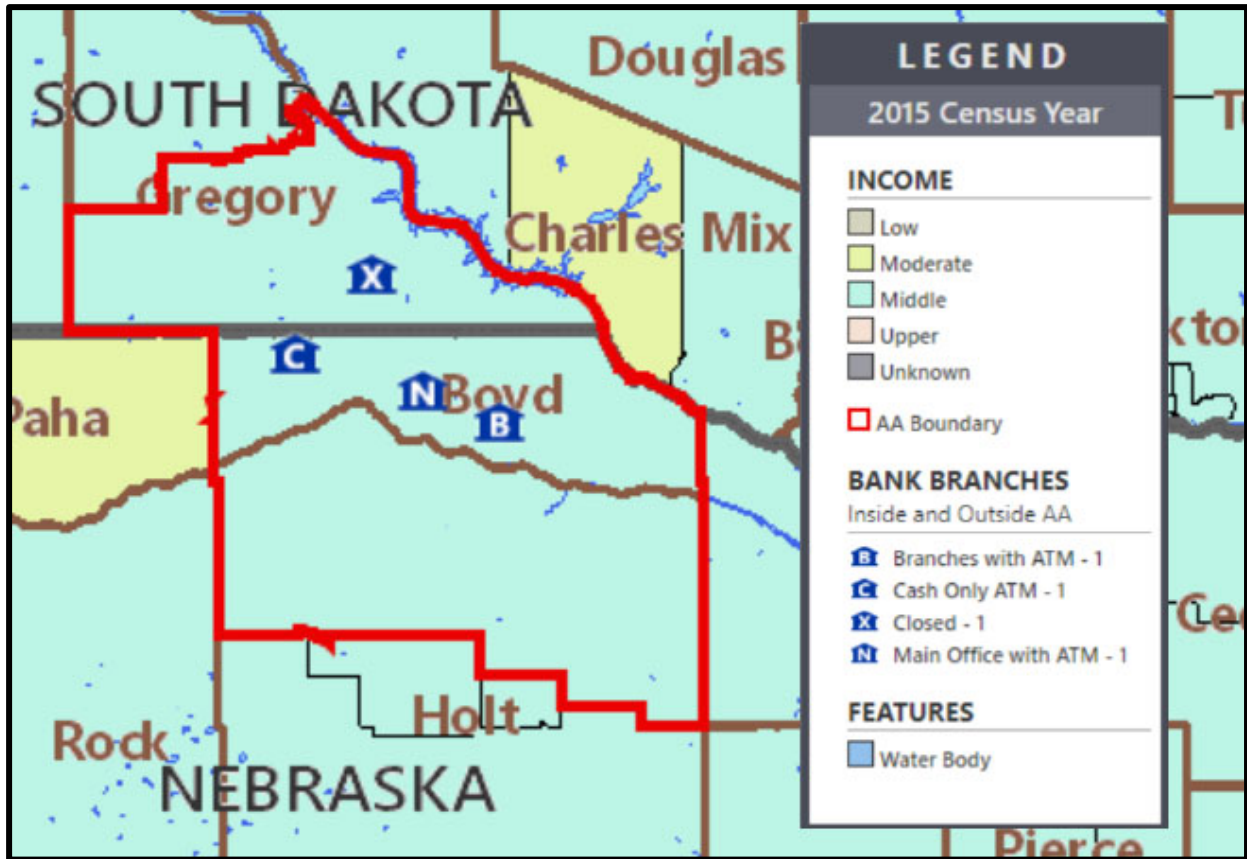 Douglas
SOUTH DAKOTA
Gregory
Charles Mix
X
C
N
Boyd
B
Paha
Holt
Rock
NEBRASKA
Pierce
LEGEND
2015 Census Year
INCOME
Low
Moderate
Middle
Upper
Unknown
AA Boundary
BANK BRANCHES
Inside and Outside AA
B Branches with ATM - 1
C Cash Only ATM - 1
X Closed - 1
N Main Office with ATM - 1
FEATURES
Water Body